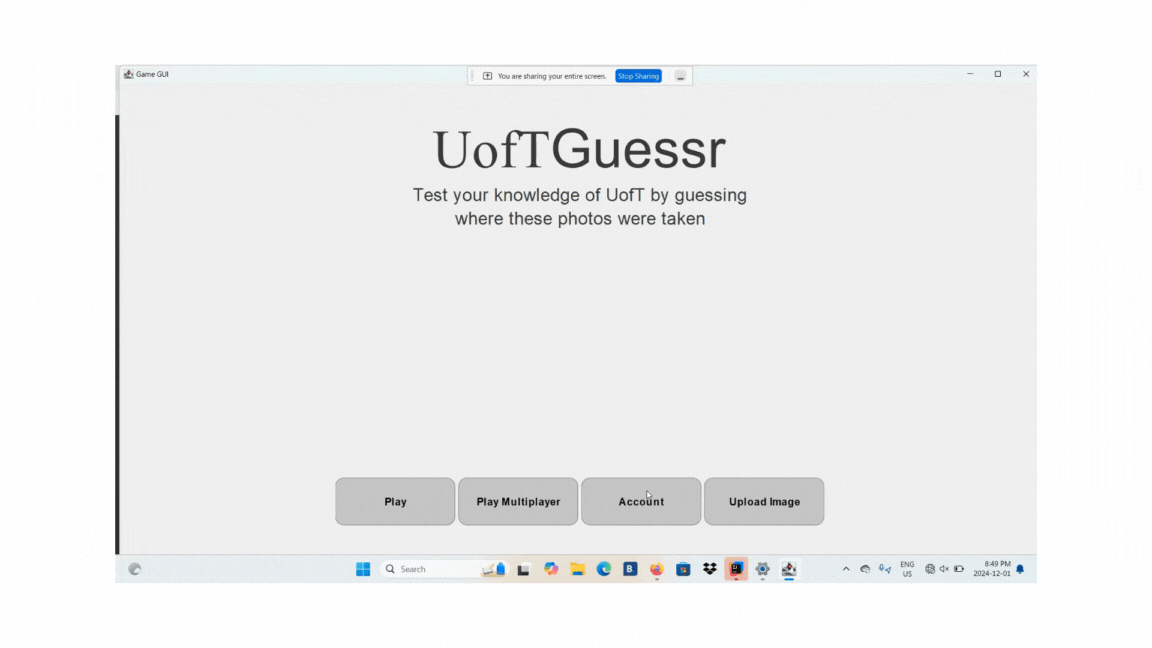 Game GUI
You are sharing your entire screen. Stop Sharing
UofTGuessr
Test your knowledge of UofT by guessing
where these photos were taken
Play Play Multiplayer Account Upload Image
Search
B
ENG
US
8:49 PM
2024-12-01